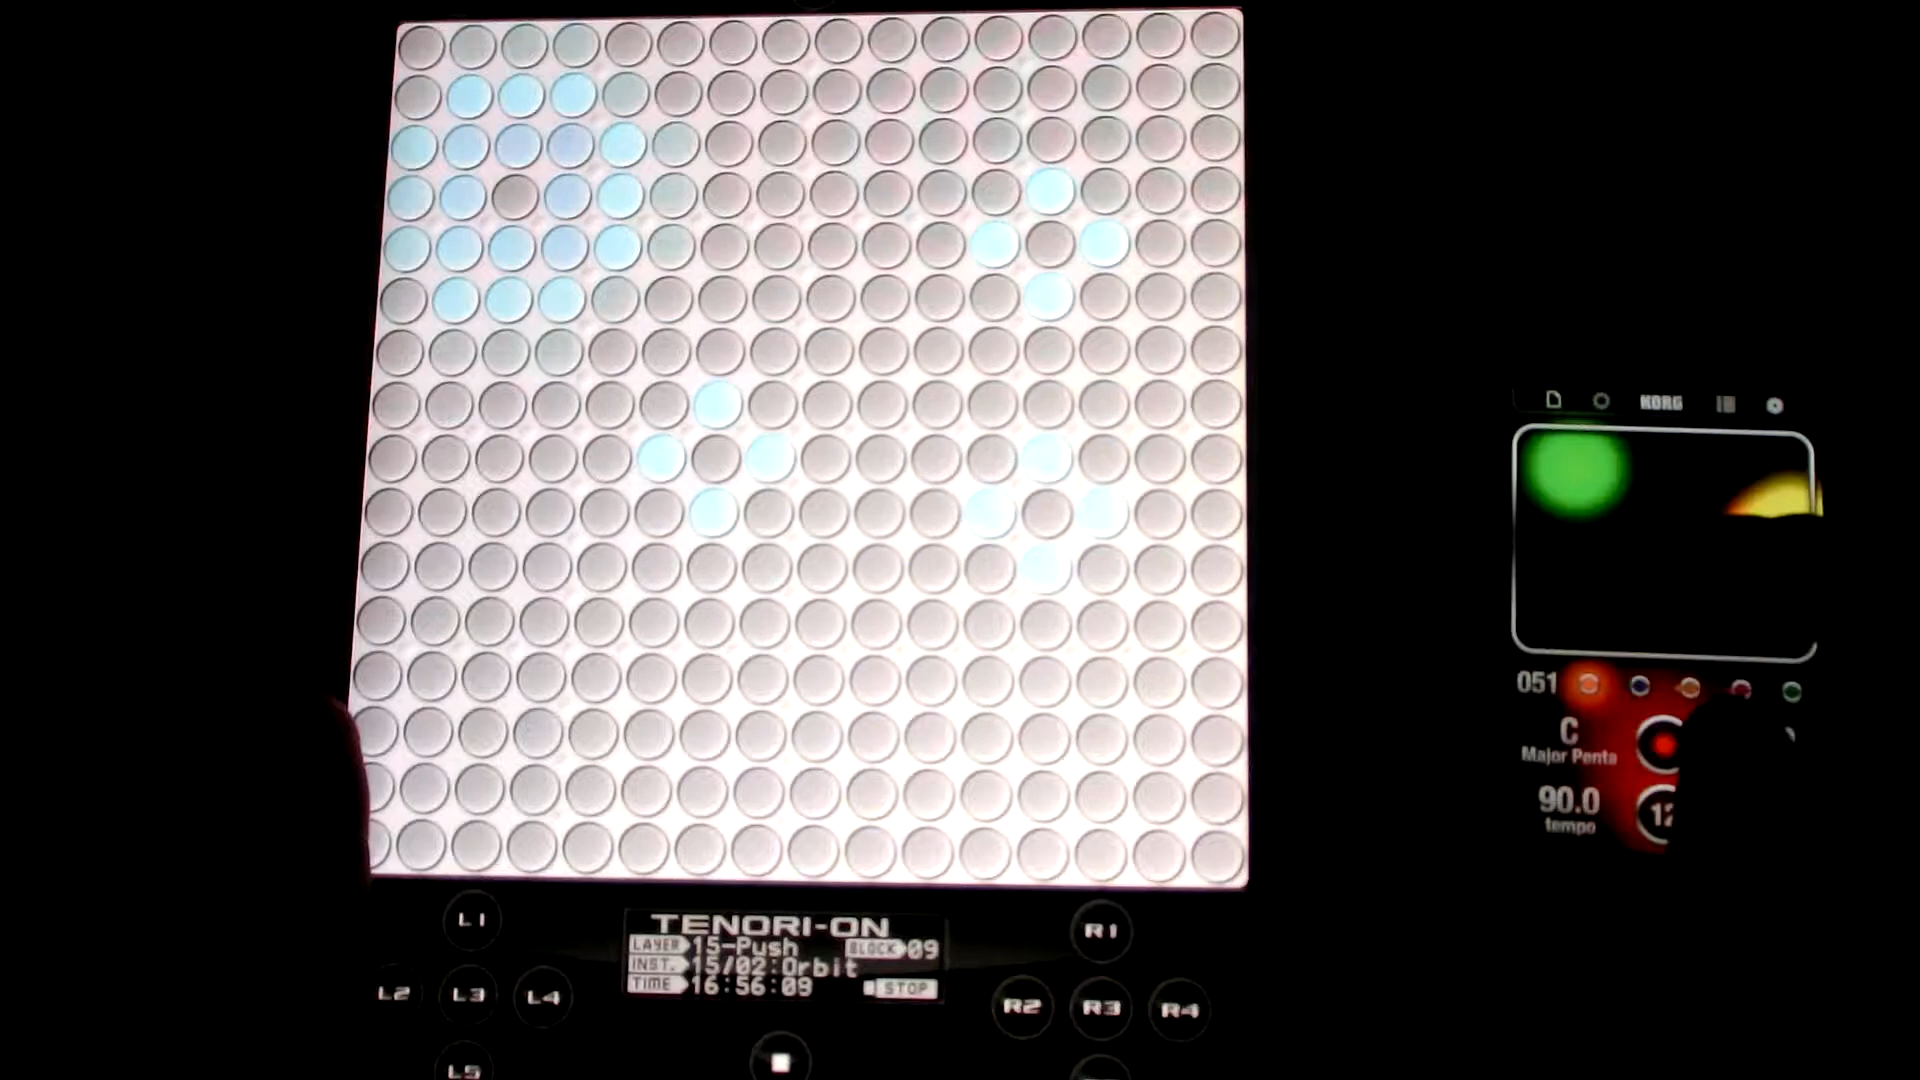 KORG
051
C
Major Penta
90.0
tempo
L1
TENORI-ON
R1
LAYER 15-Push BLOCK 09
INST. 15/02:Orbit
TIME 16:56:09 STOP
L2 L3 L4
R2 R3 R4
L5